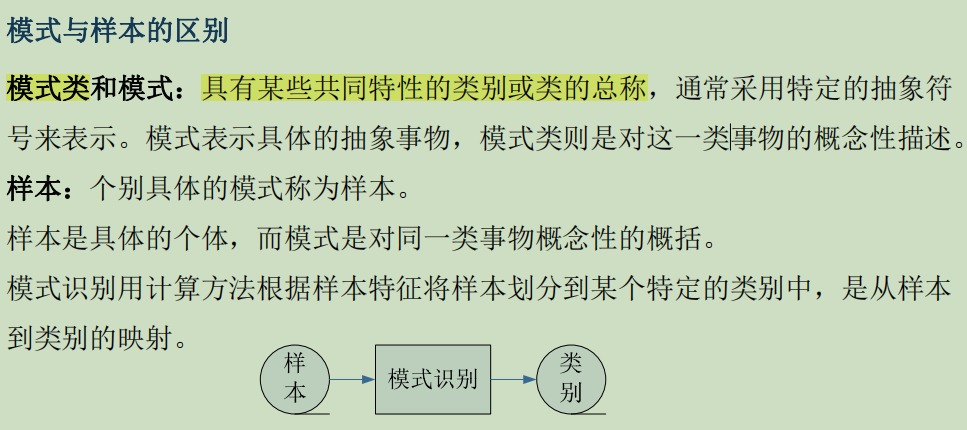 模式与样本的区别
模式类和模式：具有某些共同特性的类别或类的总称，通常采用特定的抽象符
号来表示。模式表示具体的抽象事物，模式类则是对这一类事物的概念性描述。
样本：个别具体的模式称为样本。
样本是具体的个体，而模式是对同一类事物概念性的概括。
模式识别用计算方法根据样本特征将样本划分到某个特定的类别中，是从样本
到类别的映射。
样
本
模式识别
类
别